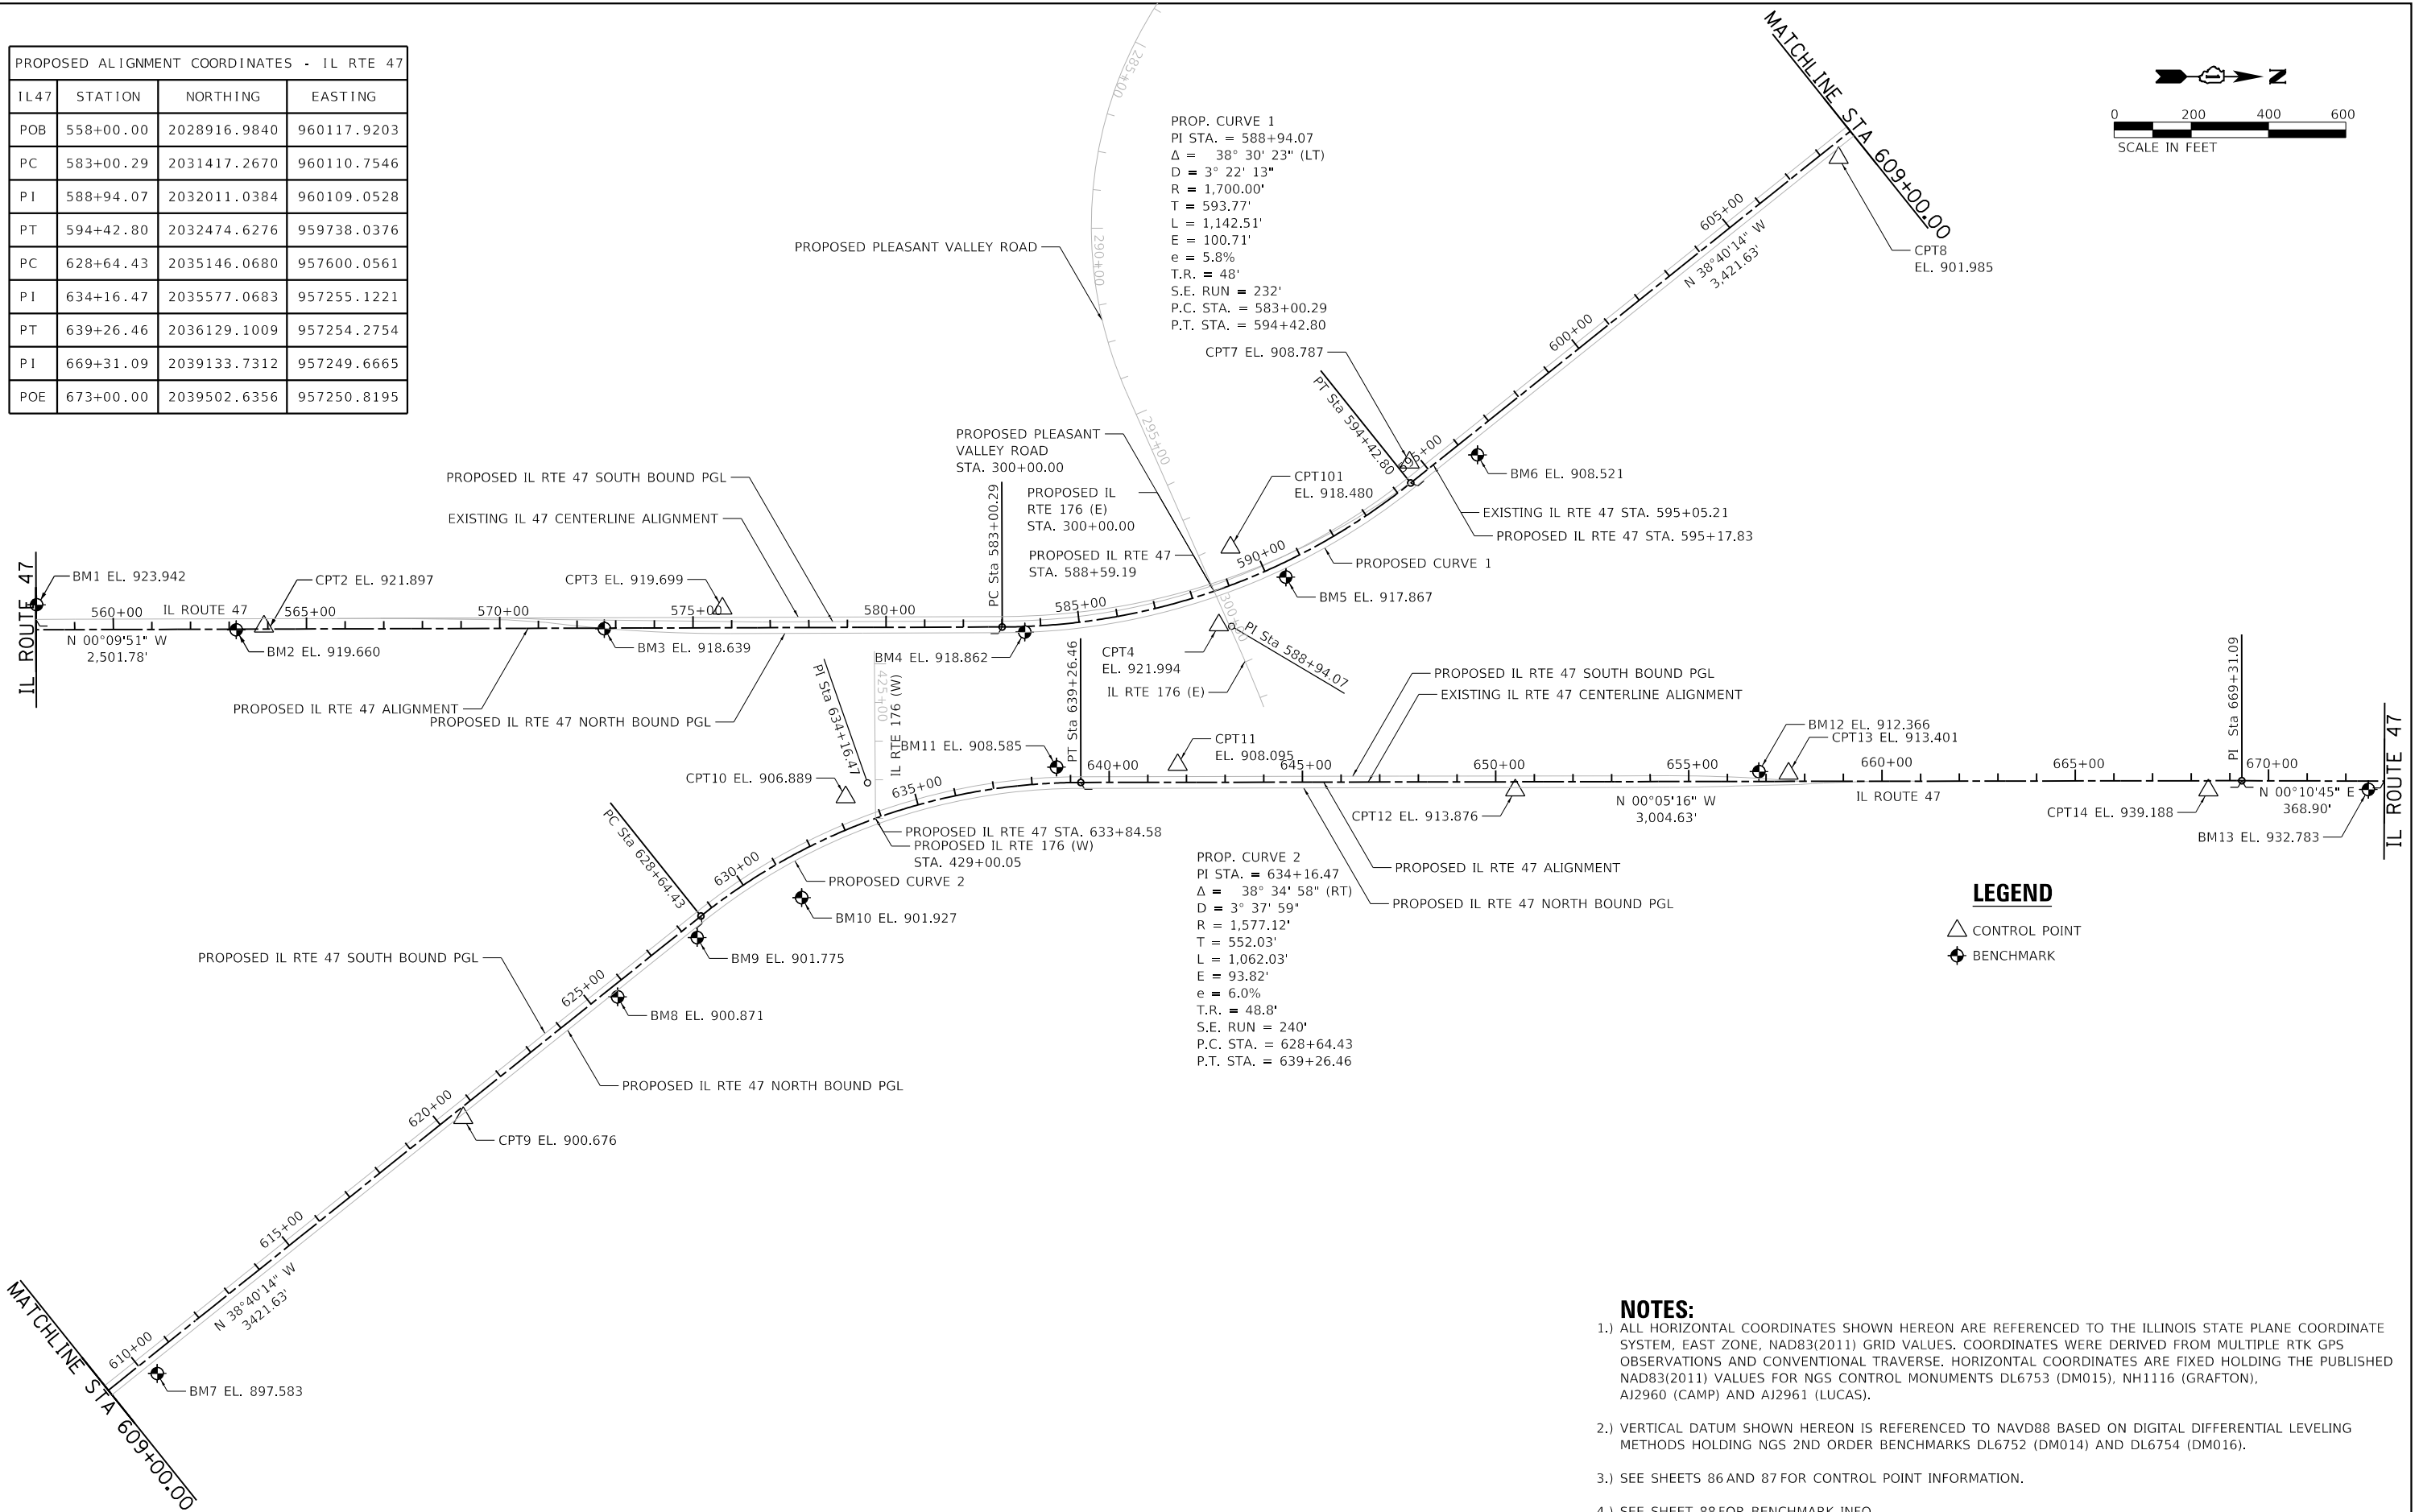 PROPOSED ALIGNMENT COORDINATES - IL RTE 47
IL47 STATION NORTHING EASTING
POB 558+00.00 2028916.9840 960117.9203
PC 583+00.29 2031417.2670 960110.7546
PI 588+94.07 2032011.0384 960109.0528
PT 594+42.80 2032474.6276 959738.0376
PC 628+64.43 2035146.0680 957600.0561
PI 634+16.47 2035577.0683 957255.1221
PT 639+26.46 2036129.1009 957254.2754
PI 669+31.09 2039133.7312 957249.6665
POE 673+00.00 2039502.6356 957250.8195
285+00
290+00
295+00
300+00
PROPOSED PLEASANT VALLEY ROAD
PROP. CURVE 1
PI STA. = 588+94.07
Δ = 38° 30' 23" (LT)
D = 3° 22' 13"
R = 1,700.00'
T = 593.77'
L = 1,142.51'
E = 100.71'
e = 5.8%
T.R. = 48'
S.E. RUN = 232'
P.C. STA. = 583+00.29
P.T. STA. = 594+42.80
MATCHLINE STA 609+00.00
N
0 200 400 600
SCALE IN FEET
CPT8
EL. 901.985
605+00
N 38°40'14" W
3,421.63'
600+00
CPT7 EL. 908.787
PT Sta 594+42.80
595+00
BM6 EL. 908.521
EXISTING IL RTE 47 STA. 595+05.21
PROPOSED IL RTE 47 STA. 595+17.83
PROPOSED CURVE 1
PROPOSED PLEASANT
VALLEY ROAD
STA. 300+00.00
PROPOSED IL
RTE 176 (E)
STA. 300+00.00
PROPOSED IL RTE 47
STA. 588+59.19
CPT101
EL. 918.480
590+00
BM5 EL. 917.867
PROPOSED IL RTE 47 SOUTH BOUND PGL
EXISTING IL 47 CENTERLINE ALIGNMENT
PC Sta 583+00.29
IL ROUTE 47
BM1 EL. 923.942
560+00
IL ROUTE 47
CPT2 EL. 921.897
565+00
570+00
CPT3 EL. 919.699
575+00
580+00
585+00
N 00°09'51" W
2,501.78'
BM2 EL. 919.660
BM3 EL. 918.639
BM4 EL. 918.862
CPT4
EL. 921.994
IL RTE 176 (E)
PI Sta 588+94.07
PROPOSED IL RTE 47 ALIGNMENT
PROPOSED IL RTE 47 NORTH BOUND PGL
PI Sta 634+16.47
425+00
IL RTE 176 (W)
BM11 EL. 908.585
PT Sta 639+26.46
CPT11
EL. 908.095
PROPOSED IL RTE 47 SOUTH BOUND PGL
EXISTING IL RTE 47 CENTERLINE ALIGNMENT
BM12 EL. 912.366
CPT13 EL. 913.401
PI Sta 669+31.09
IL ROUTE 47
CPT10 EL. 906.889
635+00
640+00
645+00
650+00
655+00
660+00
665+00
670+00
CPT12 EL. 913.876
N 00°05'16" W
3,004.63'
IL ROUTE 47
CPT14 EL. 939.188
N 00°10'45" E
368.90'
BM13 EL. 932.783
PC Sta 628+64.43
630+00
PROPOSED IL RTE 47 STA. 633+84.58
PROPOSED IL RTE 176 (W)
STA. 429+00.05
PROPOSED CURVE 2
BM10 EL. 901.927
BM9 EL. 901.775
PROP. CURVE 2
PI STA. = 634+16.47
Δ = 38° 34' 58" (RT)
D = 3° 37' 59"
R = 1,577.12'
T = 552.03'
L = 1,062.03'
E = 93.82'
e = 6.0%
T.R. = 48.8'
S.E. RUN = 240'
P.C. STA. = 628+64.43
P.T. STA. = 639+26.46
PROPOSED IL RTE 47 ALIGNMENT
PROPOSED IL RTE 47 NORTH BOUND PGL
LEGEND
CONTROL POINT
BENCHMARK
PROPOSED IL RTE 47 SOUTH BOUND PGL
625+00
BM8 EL. 900.871
PROPOSED IL RTE 47 NORTH BOUND PGL
620+00
CPT9 EL. 900.676
615+00
N 38°40'14" W
3421.63'
610+00
BM7 EL. 897.583
MATCHLINE STA 609+00.00
NOTES:
1.) ALL HORIZONTAL COORDINATES SHOWN HEREON ARE REFERENCED TO THE ILLINOIS STATE PLANE COORDINATE
SYSTEM, EAST ZONE, NAD83(2011) GRID VALUES. COORDINATES WERE DERIVED FROM MULTIPLE RTK GPS
OBSERVATIONS AND CONVENTIONAL TRAVERSE. HORIZONTAL COORDINATES ARE FIXED HOLDING THE PUBLISHED
NAD83(2011) VALUES FOR NGS CONTROL MONUMENTS DL6753 (DM015), NH1116 (GRAFTON),
AJ2960 (CAMP) AND AJ2961 (LUCAS).
2.) VERTICAL DATUM SHOWN HEREON IS REFERENCED TO NAVD88 BASED ON DIGITAL DIFFERENTIAL LEVELING
METHODS HOLDING NGS 2ND ORDER BENCHMARKS DL6752 (DM014) AND DL6754 (DM016).
3.) SEE SHEETS 86 AND 87 FOR CONTROL POINT INFORMATION.
4.) SEE SHEET 88 FOR BENCHMARK INFO.